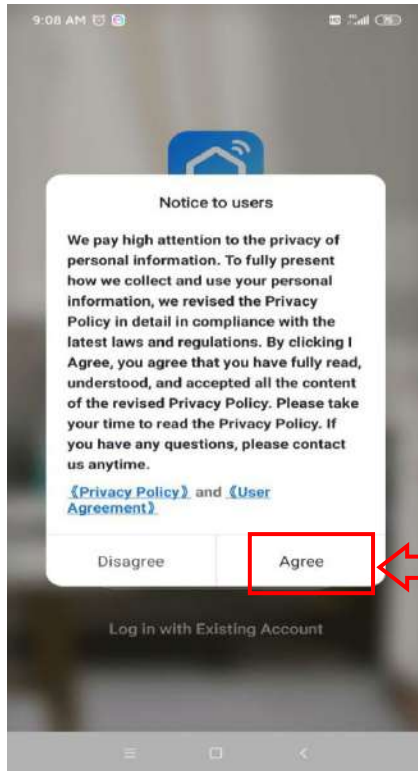 9:08 AM
Notice to users
We pay high attention to the privacy of
personal information. To fully present
how we collect and use your personal
information, we revised the Privacy
Policy in detail in compliance with the
latest laws and regulations. By clicking I
Agree, you agree that you have fully read,
understood, and accepted all the content
of the revised Privacy Policy. Please take
your time to read the Privacy Policy. If
you have any questions, please contact
us anytime.
《Privacy Policy》 and 《User
Agreement》
Disagree Agree
Log in with Existing Account